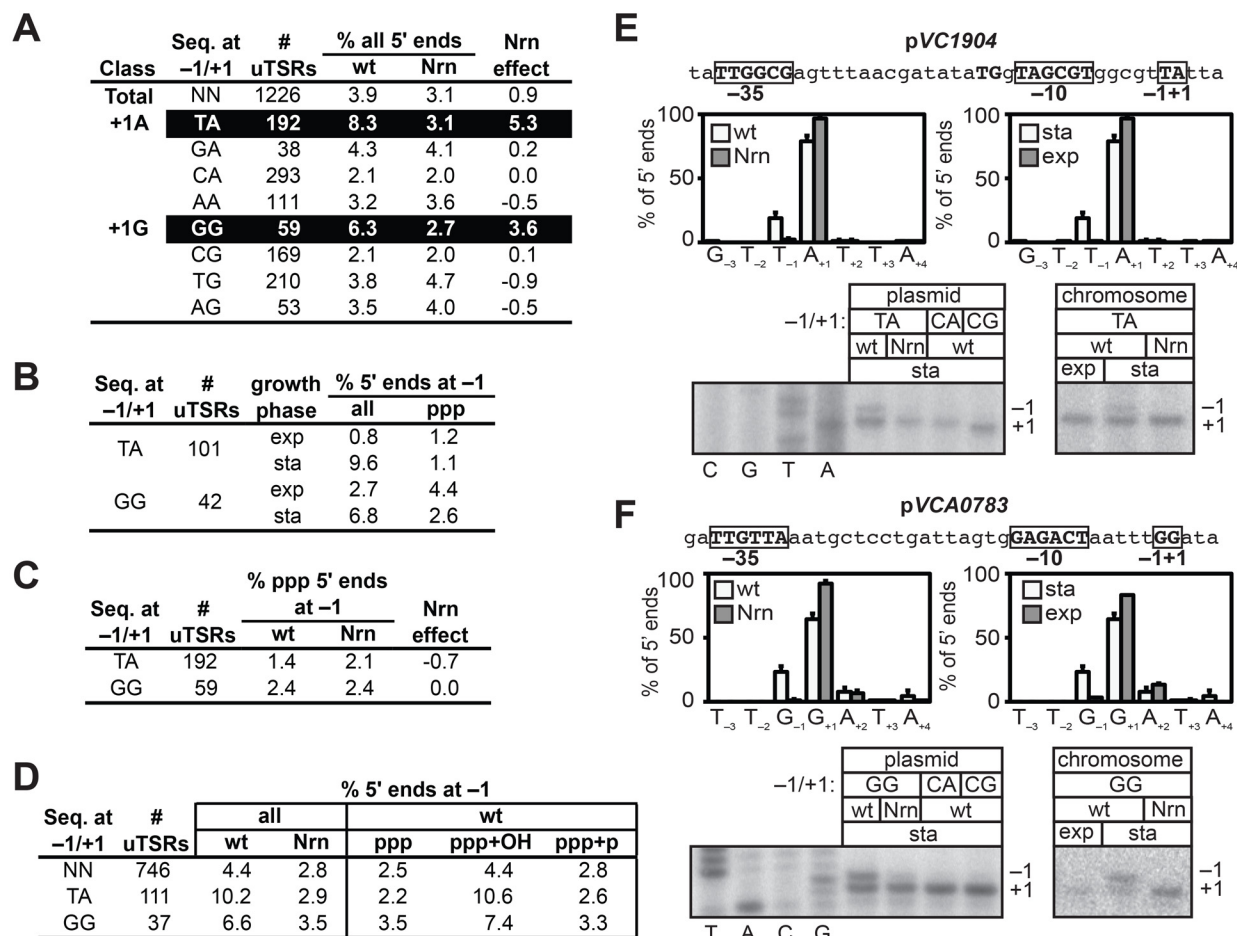 A
Seq. at # % all 5' ends Nrn
Class –1/+1 uTSRs wt Nrn effect
Total NN 1226 3.9 3.1 0.9
+1A TA 192 8.3 3.1 5.3
GA 38 4.3 4.1 0.2
CA 293 2.1 2.0 0.0
AA 111 3.2 3.6 -0.5
+1G GG 59 6.3 2.7 3.6
CG 169 2.1 2.0 0.1
TG 210 3.8 4.7 -0.9
AG 53 3.5 4.0 -0.5
B
Seq. at # growth % 5' ends at –1
–1/+1 uTSRs phase all ppp
TA 101 exp 0.8 1.2
sta 9.6 1.1
GG 42 exp 2.7 4.4
sta 6.8 2.6
C
% ppp 5' ends
Seq. at # at –1 Nrn
–1/+1 uTSRs wt Nrn effect
TA 192 1.4 2.1 -0.7
GG 59 2.4 2.4 0.0
D
% 5' ends at –1
Seq. at # all wt
–1/+1 uTSRs wt Nrn ppp ppp+OH ppp+p
NN 746 4.4 2.8 2.5 4.4 2.8
TA 111 10.2 2.9 2.2 10.6 2.6
GG 37 6.6 3.5 3.5 7.4 3.3
E
pVC1904
taTTGGCGagtttaacgatataTGgTAGCGTggcgtTAtta
–35 –10 –1+1
% of 5' ends
100
50
0
wt
Nrn
G–3 T–2 T–1 A+1 T+2 T+3 A+4
% of 5' ends
100
50
0
sta
exp
G–3 T–2 T–1 A+1 T+2 T+3 A+4
plasmid
–1/+1: TA CA CG
wt Nrn wt
sta
–1
+1
C G T A
chromosome
TA
wt Nrn
exp sta
–1
+1
F
pVCA0783
gaTTGTTAaatgctcctgattagtgGAGACTaatttGGata
–35 –10 –1+1
% of 5' ends
100
50
0
wt
Nrn
T–3 T–2 G–1 G+1 A+2 T+3 A+4
% of 5' ends
100
50
0
sta
exp
T–3 T–2 G–1 G+1 A+2 T+3 A+4
plasmid
–1/+1: GG CA CG
wt Nrn wt
sta
–1
+1
T A C G
chromosome
GG
wt Nrn
exp sta
–1
+1